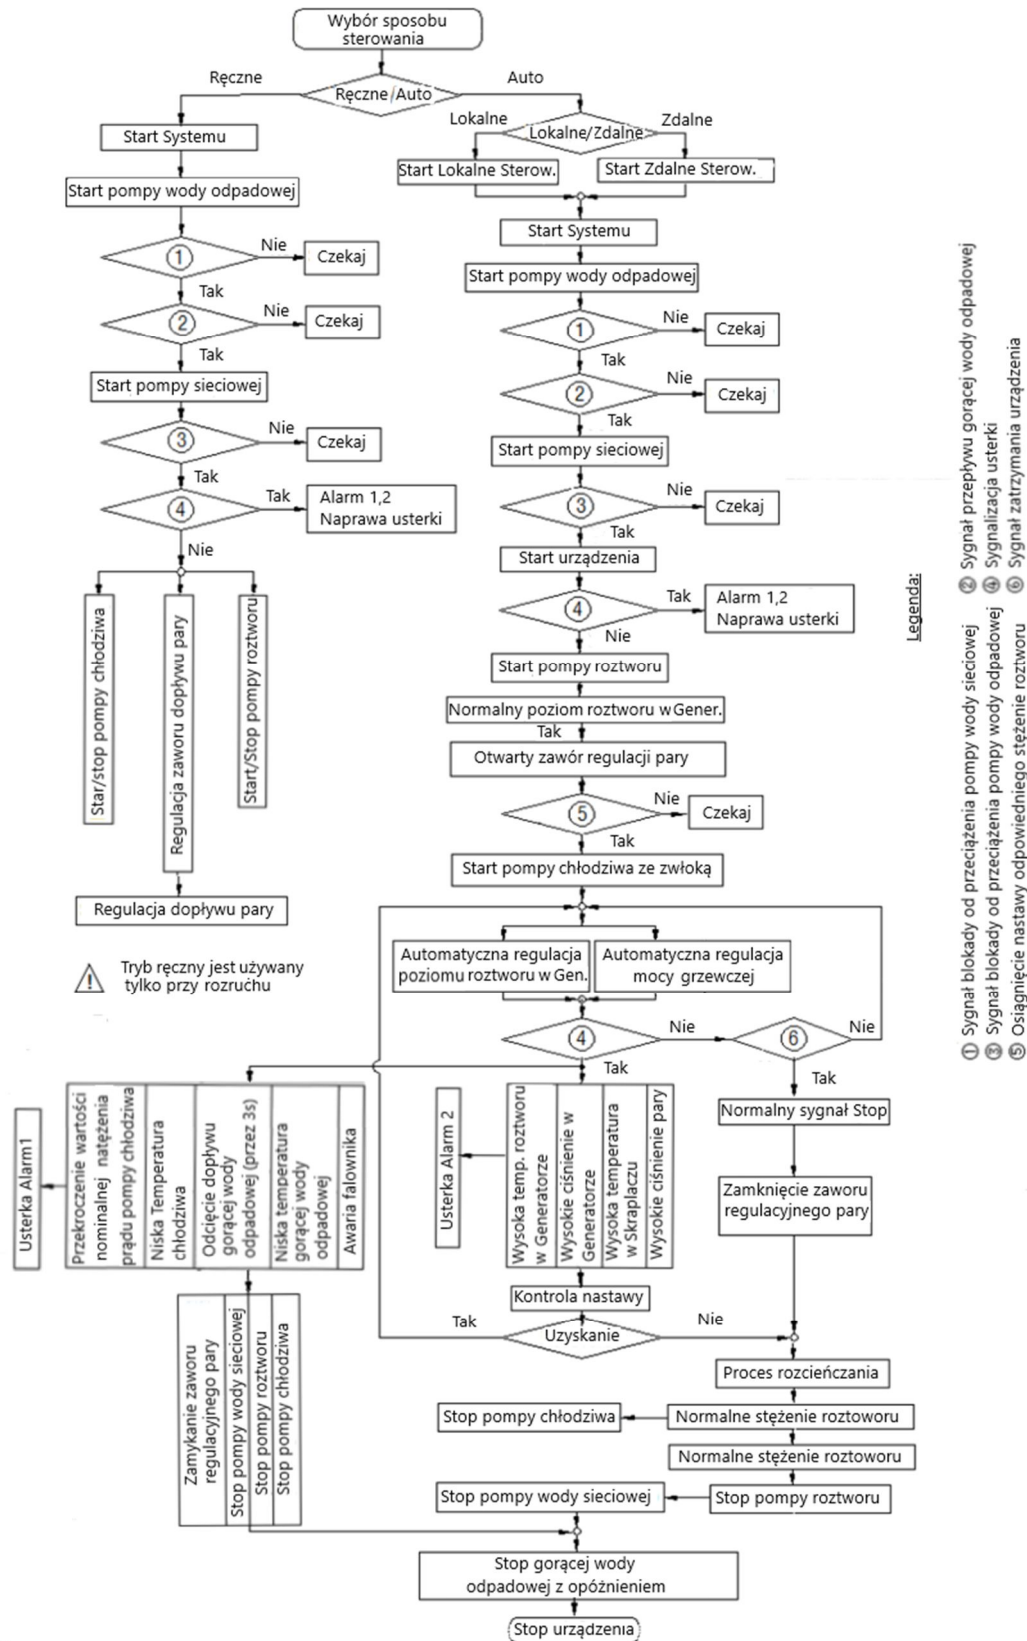 Wybór sposobu
sterowania
Ręczne
Ręczne/Auto
Auto
Start Systemu
Start pompy wody odpadowej
①
Nie
Czekaj
Tak
②
Nie
Czekaj
Tak
Start pompy sieciowej
③
Nie
Czekaj
Tak
④
Tak
Alarm 1,2
Naprawa usterki
Nie
Star/stop pompy chłodziwa
Regulacja zaworu dopływu pary
Start/Stop pompy roztworu
Regulacja dopływu pary
Tryb ręczny jest używany
tylko przy rozruchu
Lokalne
Lokalne/Zdalne
Zdalne
Start Lokalne Sterow.
Start Zdalne Sterow.
Start Systemu
Start pompy wody odpadowej
①
Nie
Czekaj
Tak
②
Nie
Czekaj
Tak
Start pompy sieciowej
③
Nie
Czekaj
Tak
Start urządzenia
④
Tak
Alarm 1,2
Naprawa usterki
Nie
Start pompy roztworu
Normalny poziom roztworu w Gener.
Tak
Otwarty zawór regulacji pary
⑤
Nie
Czekaj
Tak
Start pompy chłodziwa ze zwłoką
Automatyczna regulacja
poziomu roztworu w Gen.
Automatyczna regulacja
mocy grzewczej
④
Nie
⑥
Nie
Tak
Tak
Usterka Alarm1
Przekroczenie wartości
nominalnej natężenia
prądu pompy chłodziwa
Niska Temperatura
chłodziwa
Odcięcie dopływu
gorącej wody
odpadowej (przez 3s)
Niska temperatura
gorącej wody
odpadowej
Awaria falownika
Usterka Alarm 2
Wysoka temp. roztworu
w Generatorze
Wysokie ciśnienie w
Generatorze
Wysoka temperatura
w Skraplaczu
Wysokie ciśnienie pary
Normalny sygnał Stop
Zamknięcie zaworu
regulacyjnego pary
Kontrola nastawy
Tak
Uzyskanie
Nie
Zamykanie zaworu
regulacyjnego pary
Stop pompy wody sieciowej
Stop pompy roztworu
Stop pompy chłodziwa
Proces rozcieńczania
Stop pompy chłodziwa
Normalne stężenie roztoworu
Normalne stężenie roztoworu
Stop pompy wody sieciowej
Stop pompy roztworu
Stop gorącej wody
odpadowej z opóźnieniem
Stop urządzenia
Legenda:
① Sygnał blokady od przeciążenia pompy wody sieciowej
② Sygnał przepływu gorącej wody odpadowej
③ Sygnał blokady od przeciążenia pompy wody odpadowej
④ Sygnalizacja usterki
⑤ Osiągnięcie nastawy odpowiedniego stężenie roztworu
⑥ Sygnał zatrzymania urządzenia